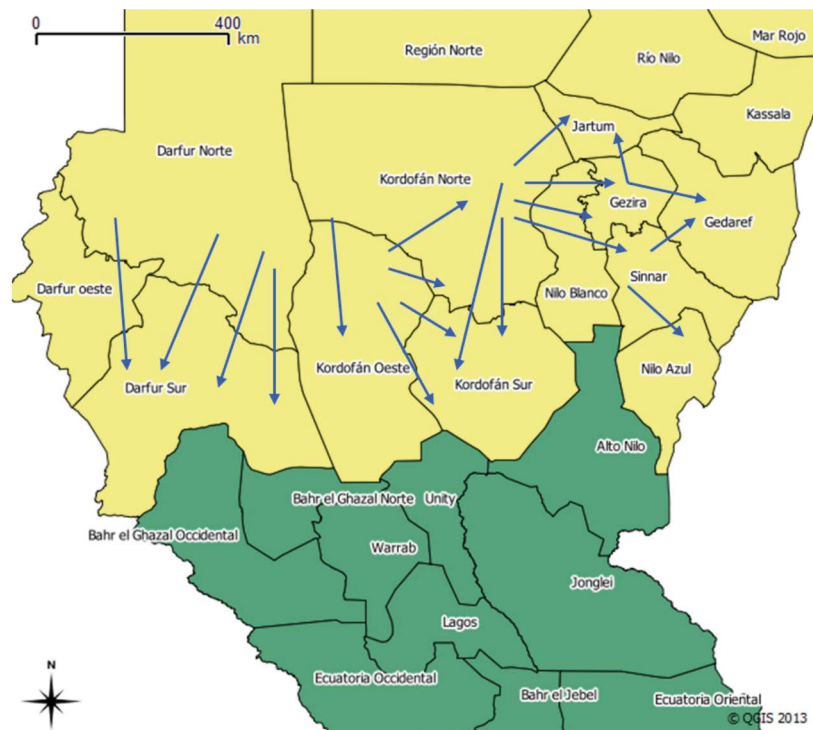 0 400
km
Mar Rojo
Región Norte
Río Nilo
Kassala
Jartum
Darfur Norte
Kordofán Norte
Gezira
Gedaref
Sinnar
Darfur oeste
Nilo Blanco
Kordofán Oeste
Nilo Azul
Darfur Sur
Kordofán Sur
Alto Nilo
Bahr el Ghazal Norte
Unity
Bahr el Ghazal Occidental
Warrab
Jonglei
Lagos
N
Ecuatoria Occidental
Bahr el Jebel
Ecuatoria Oriental
© QGIS 2013